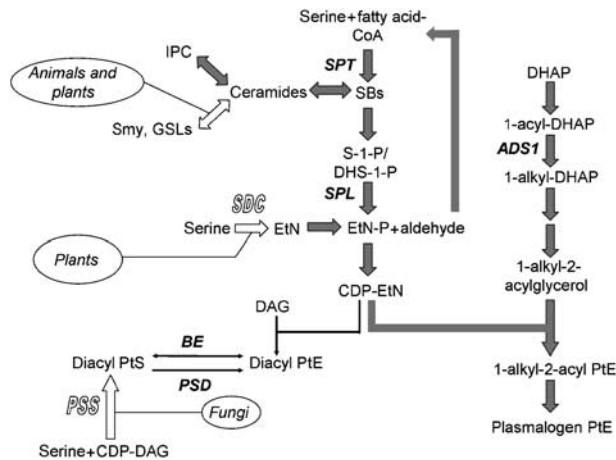 Serine+fatty acid-
CoA
IPC
SPT
Animals and
plants
Ceramides
SBs
DHAP
Smy, GSLs
1-acyl-DHAP
ADS1
S-1-P/
DHS-1-P
1-alkyl-DHAP
SPL
SDC
Serine
EtN
EtN-P+aldehyde
Plants
1-alkyl-2-
acylglycerol
CDP-EtN
DAG
BE
Diacyl PtS
Diacyl PtE
1-alkyl-2-acyl PtE
PSD
PSS
Fungi
Plasmalogen PtE
Serine+CDP-DAG